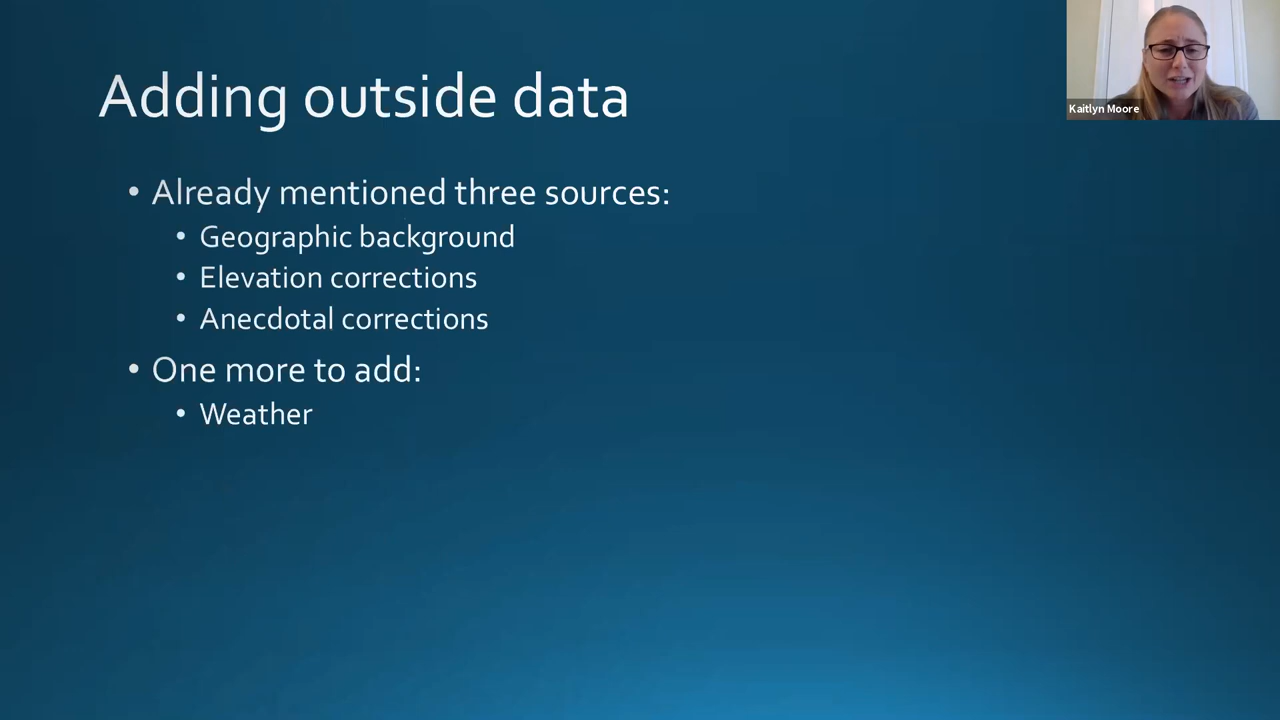 Adding outside data
Kaitlyn Moore
• Already mentioned three sources:
• Geographic background
• Elevation corrections
• Anecdotal corrections
• One more to add:
• Weather